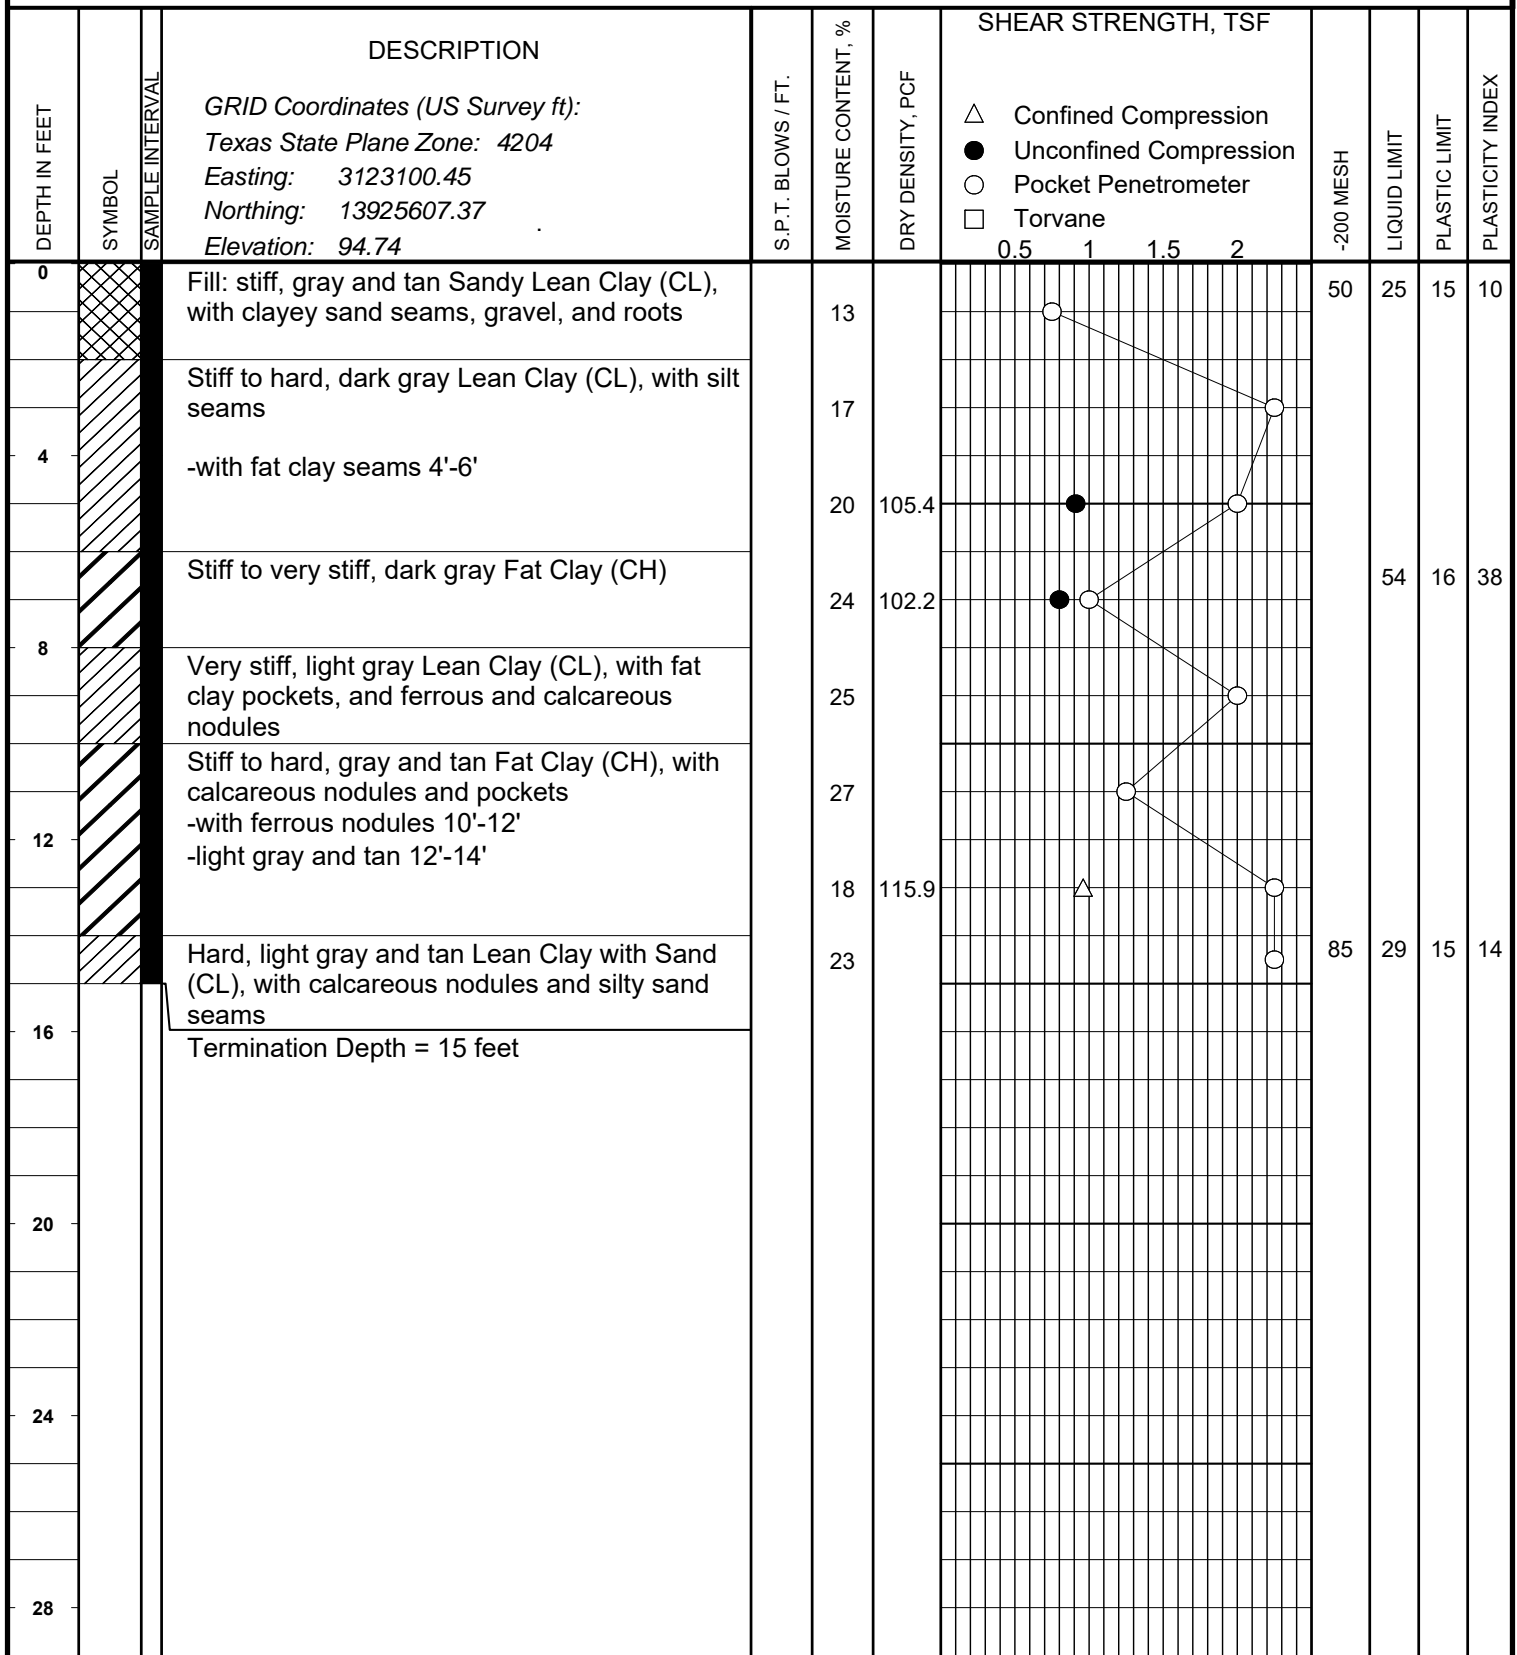 DEPTH IN FEET
SYMBOL
SAMPLE INTERVAL
DESCRIPTION
GRID Coordinates (US Survey ft):
Texas State Plane Zone: 4204
Easting: 3123100.45
Northing: 13925607.37
.
Elevation: 94.74
S.P.T. BLOWS / FT.
MOISTURE CONTENT, %
DRY DENSITY, PCF
SHEAR STRENGTH, TSF
△ Confined Compression
● Unconfined Compression
○ Pocket Penetrometer
□ Torvane
0.5 1 1.5 2
-200 MESH
LIQUID LIMIT
PLASTIC LIMIT
PLASTICITY INDEX
0
Fill: stiff, gray and tan Sandy Lean Clay (CL),
50 25 15 10
with clayey sand seams, gravel, and roots
13
Stiff to hard, dark gray Lean Clay (CL), with silt
seams
17
4
-with fat clay seams 4'-6'
20 105.4
Stiff to very stiff, dark gray Fat Clay (CH)
54 16 38
24 102.2
8
Very stiff, light gray Lean Clay (CL), with fat
clay pockets, and ferrous and calcareous
25
nodules
Stiff to hard, gray and tan Fat Clay (CH), with
calcareous nodules and pockets
27
-with ferrous nodules 10'-12'
12
-light gray and tan 12'-14'
18 115.9
Hard, light gray and tan Lean Clay with Sand
85 29 15 14
23
(CL), with calcareous nodules and silty sand
seams
16
Termination Depth = 15 feet
20
24
28